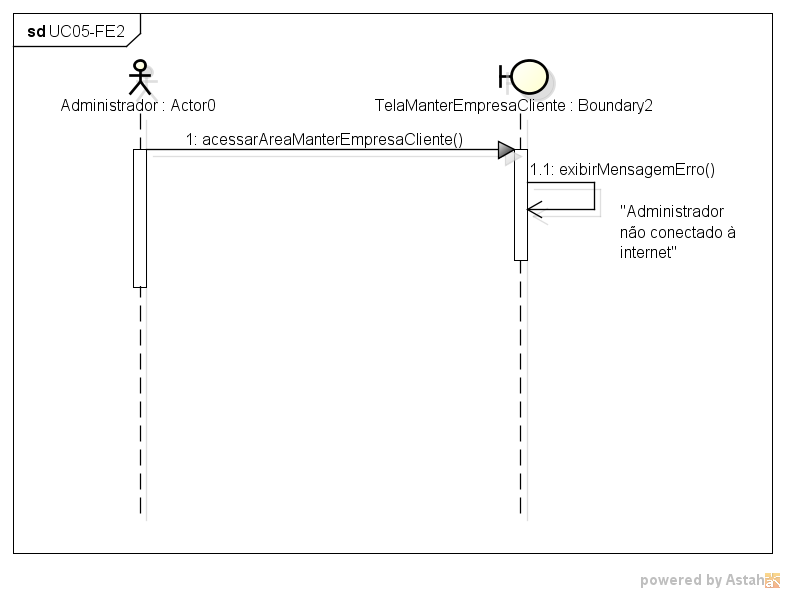 sd UC05-FE2
Administrador : Actor0
TelaManterEmpresaCliente : Boundary2
1: acessarAreaManterEmpresaCliente()
1.1: exibirMensagemErro()
"Administrador
não conectado à
internet"
powered by Astah